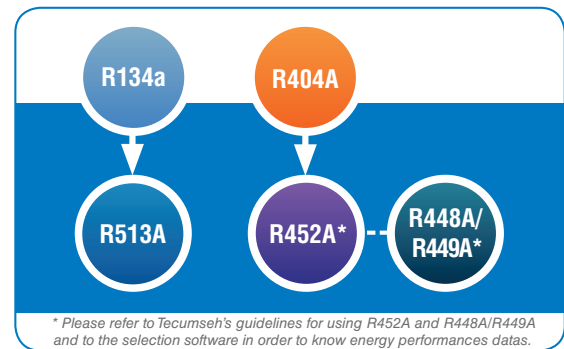 R134a
R404A
R513A
R452A*
R448A/
R449A*
* Please refer to Tecumseh's guidelines for using R452A and R448A/R449A
and to the selection software in order to know energy performances datas.